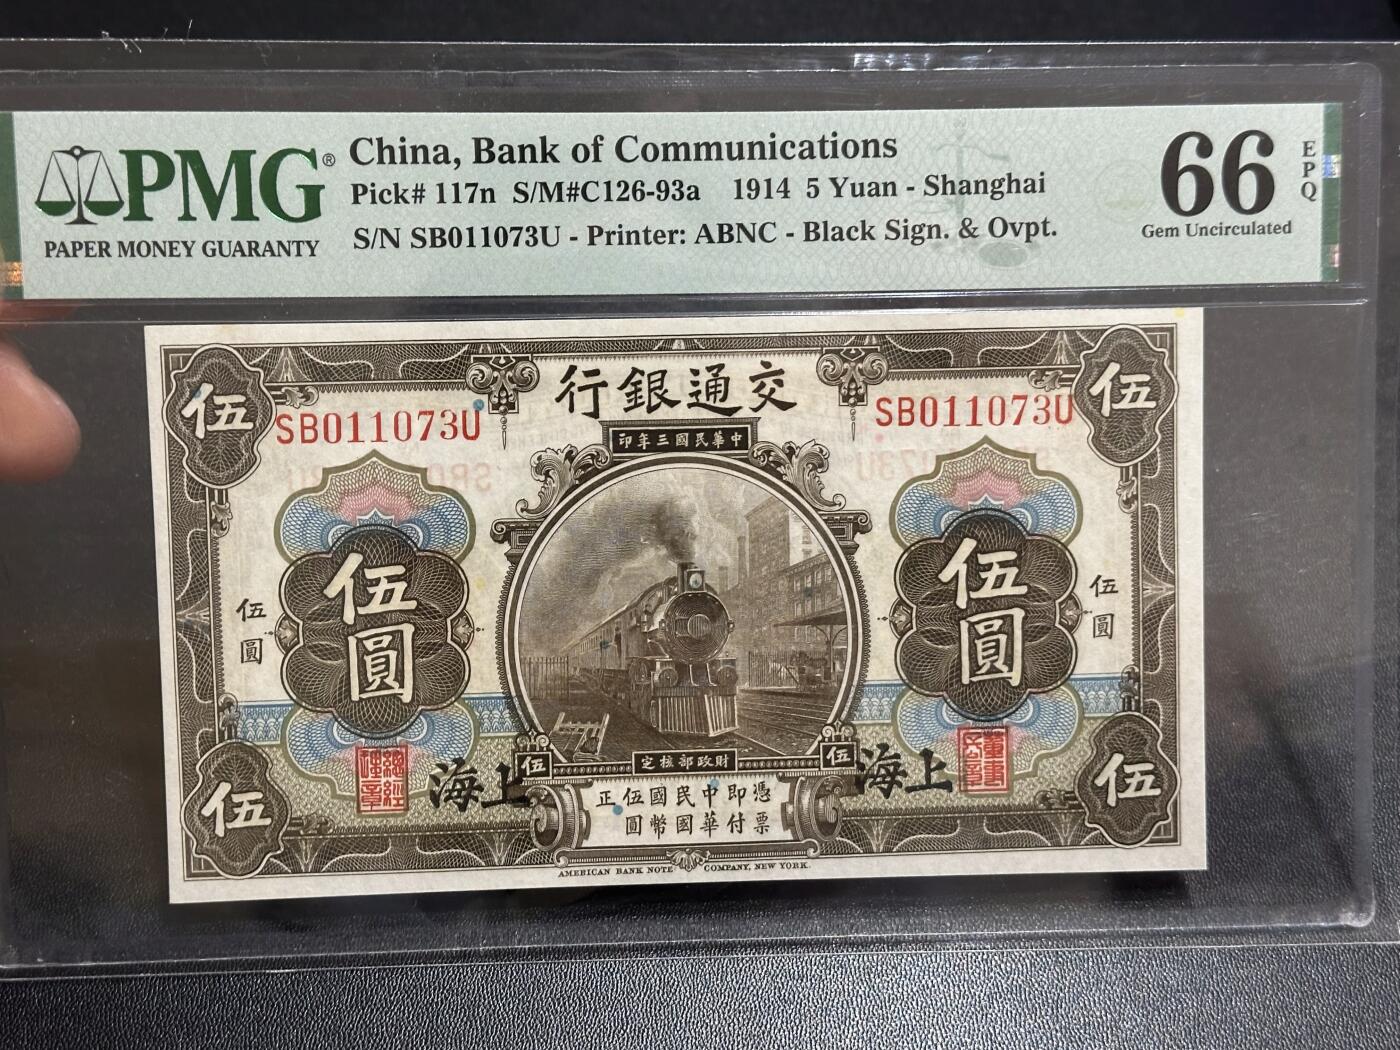 PMG®
PAPER MONEY GUARANTY
China, Bank of Communications
Pick# 117n S/M#C126-93a 1914 5 Yuan - Shanghai
S/N SB011073U - Printer: ABNC - Black Sign. & Ovpt.
66 EPQ
Gem Uncirculated
行銀通交
伍
伍
SB011073U
SB011073U
印年三國民華中
伍圓
伍圓
伍圓
伍圓
定核部政財
伍
伍
總經理章
海上
海上
正伍國民中即憑
圓幣國華付票
伍
伍
AMERICAN BANK NOTE COMPANY, NEW YORK.